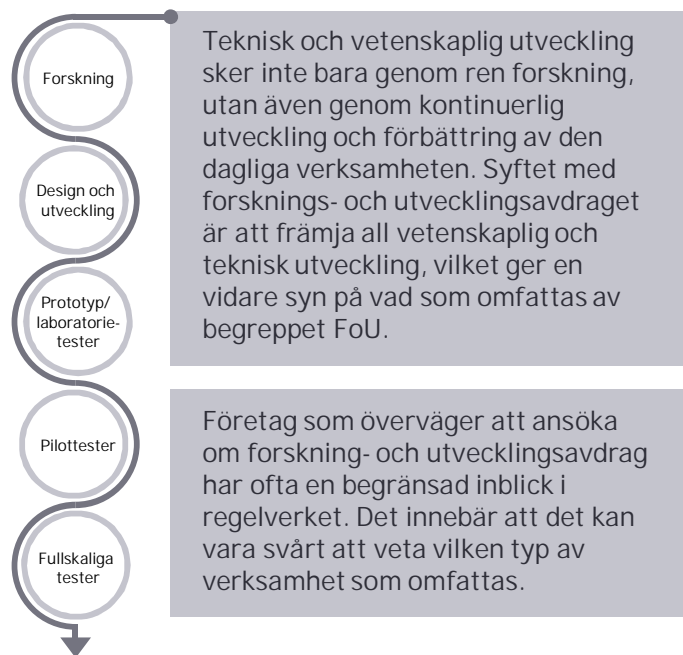 Forskning
Design och
utveckling
Prototyp/
laboratorie-
tester
Pilottester
Fullskaliga
tester
Teknisk och vetenskaplig utveckling
sker inte bara genom ren forskning,
utan även genom kontinuerlig
utveckling och förbättring av den
dagliga verksamheten. Syftet med
forsknings- och utvecklingsavdraget
är att främja all vetenskaplig och
teknisk utveckling, vilket ger en
vidare syn på vad som omfattas av
begreppet FoU.
Företag som överväger att ansöka
om forskning- och utvecklingsavdrag
har ofta en begränsad inblick i
regelverket. Det innebär att det kan
vara svårt att veta vilken typ av
verksamhet som omfattas.